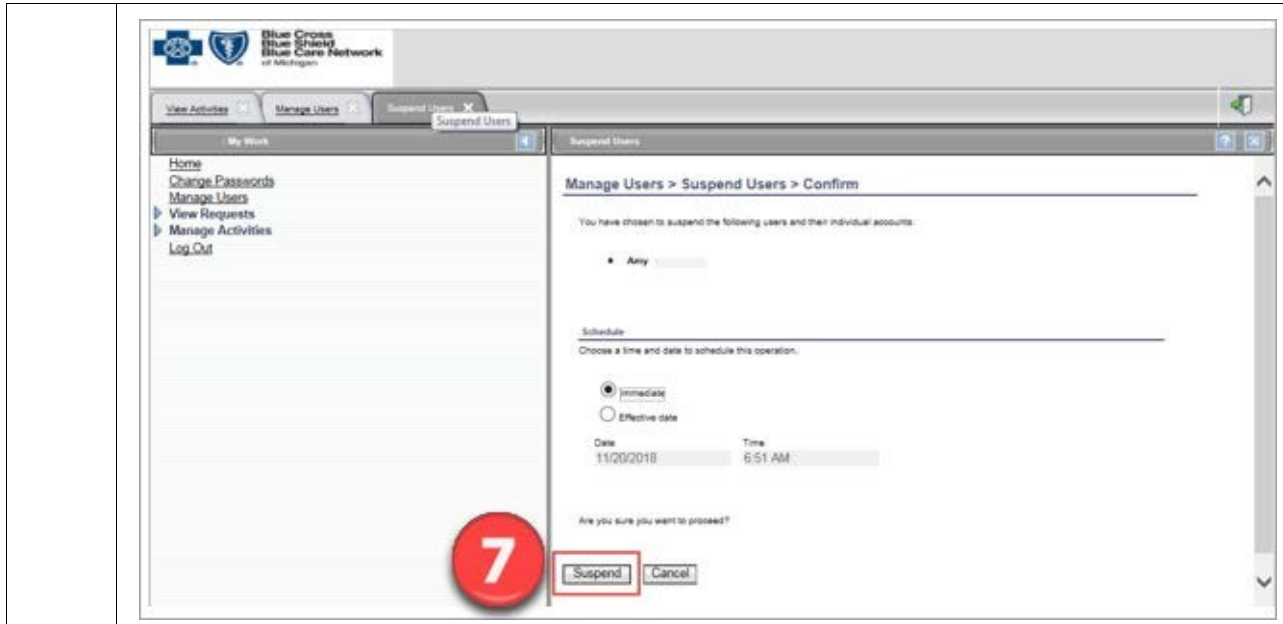 Blue Cross
Blue Shield
Blue Care Network
of Michigan
View Activities
Manage Users
Suspend Users
Suspend Users
My Work
Suspend Users
Home
Change Passwords
Manage Users
View Requests
Manage Activities
Log Out
Manage Users > Suspend Users > Confirm
You have chosen to suspend the following users and their individual accounts:
• Amy
Schedule
Choose a time and date to schedule this operation.
Immediate
Effective date
Date Time
11/20/2018 6:51 AM
Are you sure you want to proceed?
7
Suspend Cancel